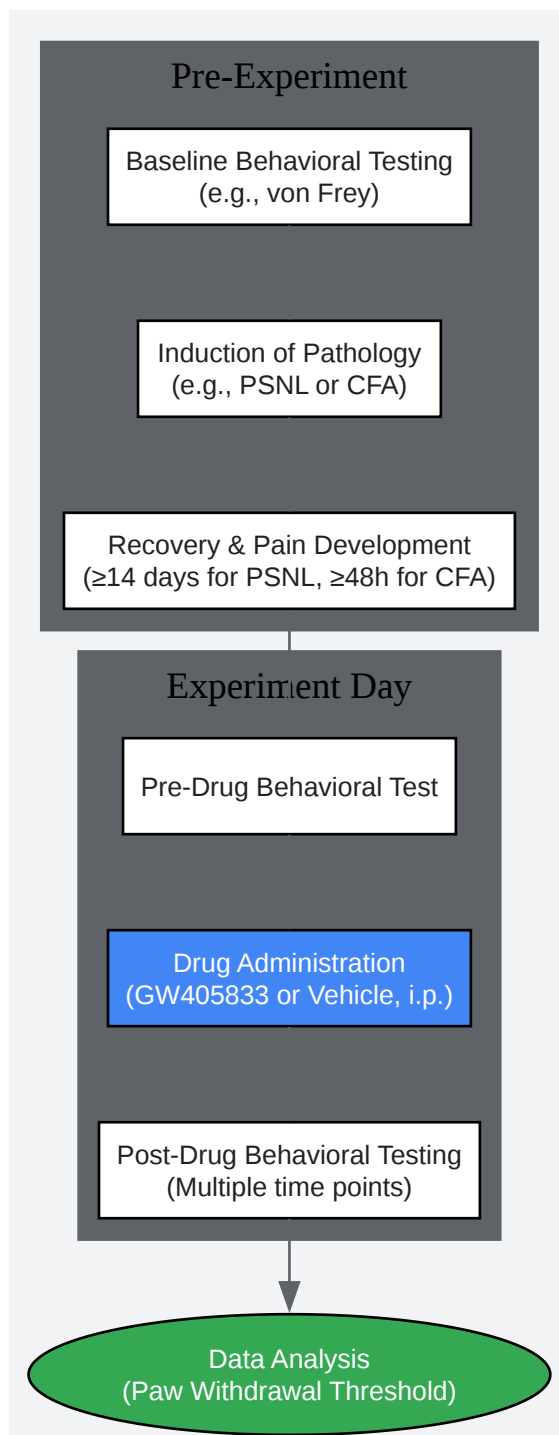 Pre-Experiment
Baseline Behavioral Testing
(e.g., von Frey)
Induction of Pathology
(e.g., PSNL or CFA)
Recovery & Pain Development
(≥14 days for PSNL, ≥48h for CFA)
Experiment Day
Pre-Drug Behavioral Test
Drug Administration
(GW405833 or Vehicle, i.p.)
Post-Drug Behavioral Testing
(Multiple time points)
Data Analysis
(Paw Withdrawal Threshold)